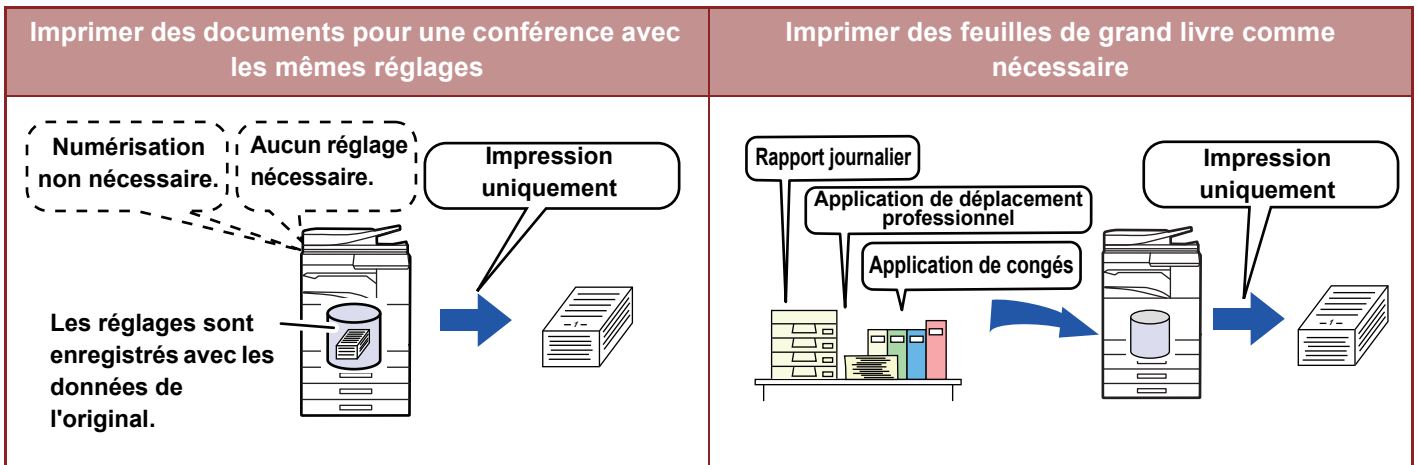 Imprimer des documents pour une conférence avec
les mêmes réglages
Imprimer des feuilles de grand livre comme
nécessaire
Numérisation
non nécessaire.
Aucun réglage
nécessaire.
Impression
uniquement
Les réglages sont
enregistrés avec les
données de
l'original.
-1-
Rapport journalier
Application de déplacement
professionnel
Application de congés
Impression
uniquement
-1-